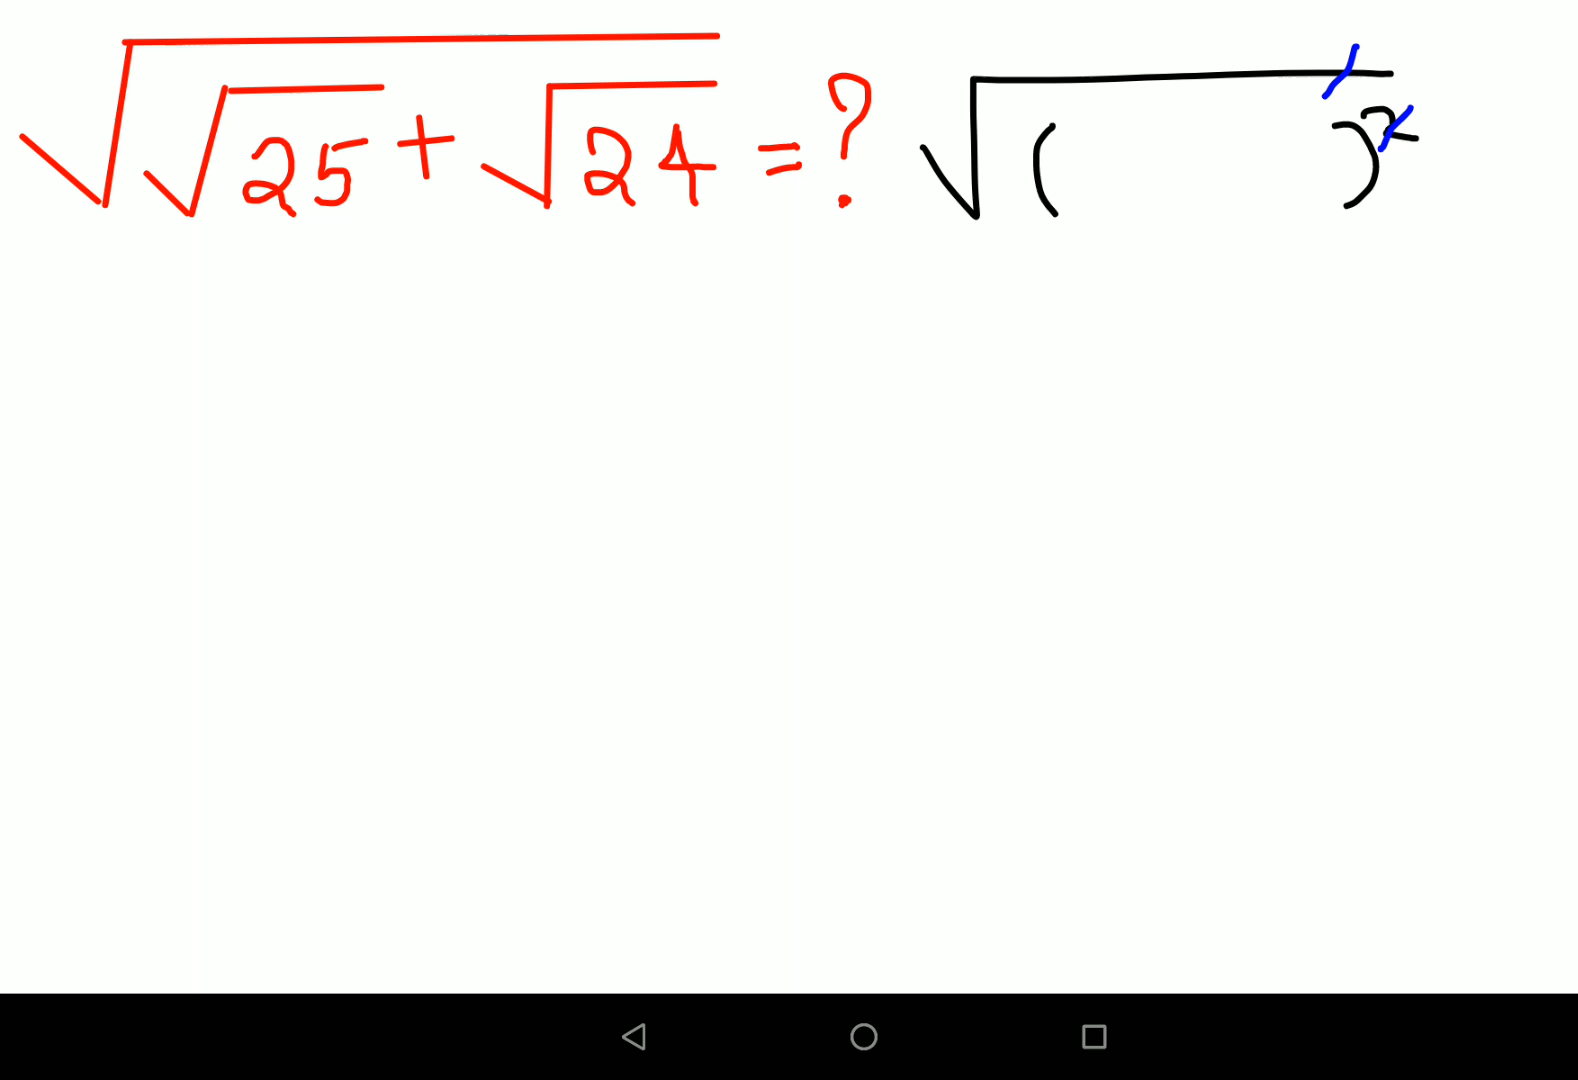 √(√25 + √24) = ? √( )²